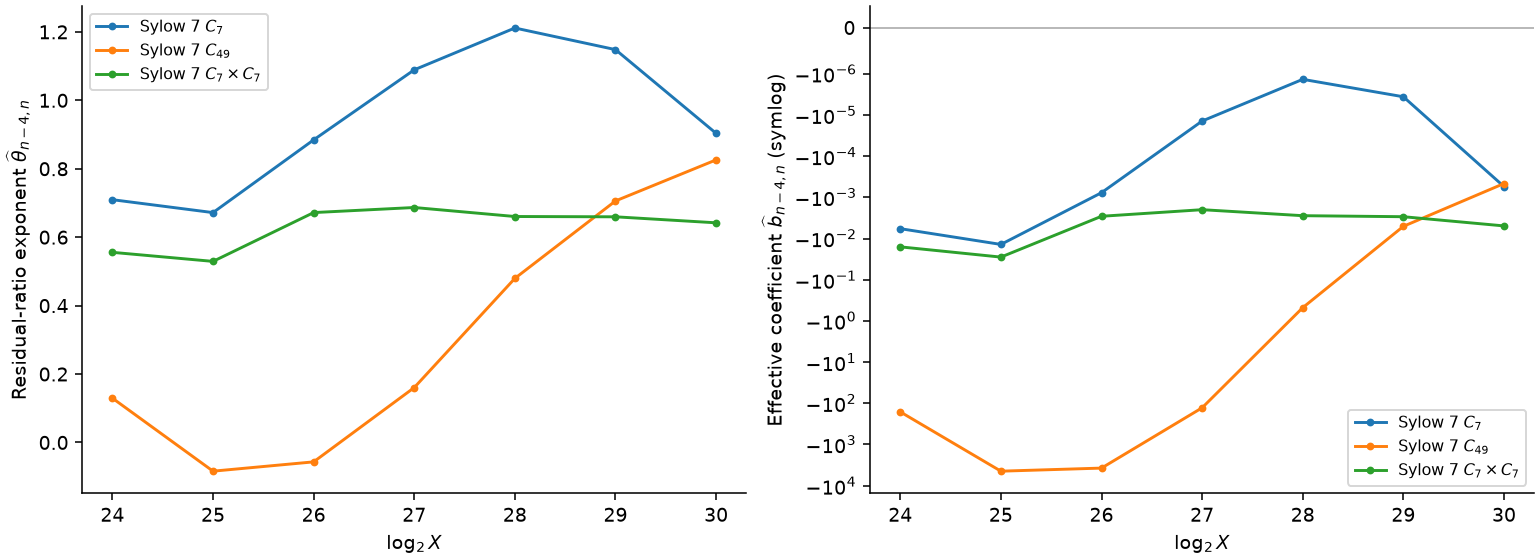 Residual-ratio exponent θ̂ₙ₋₄,ₙ
1.2
1.0
0.8
0.6
0.4
0.2
0.0
Sylow 7 C₇
Sylow 7 C₄₉
Sylow 7 C₇ × C₇
24 25 26 27 28 29 30
log₂ X
Effective coefficient b̂ₙ₋₄,ₙ (symlog)
0
−10⁻⁶
−10⁻⁵
−10⁻⁴
−10⁻³
−10⁻²
−10⁻¹
−10⁰
−10¹
−10²
−10³
−10⁴
Sylow 7 C₇
Sylow 7 C₄₉
Sylow 7 C₇ × C₇
24 25 26 27 28 29 30
log₂ X